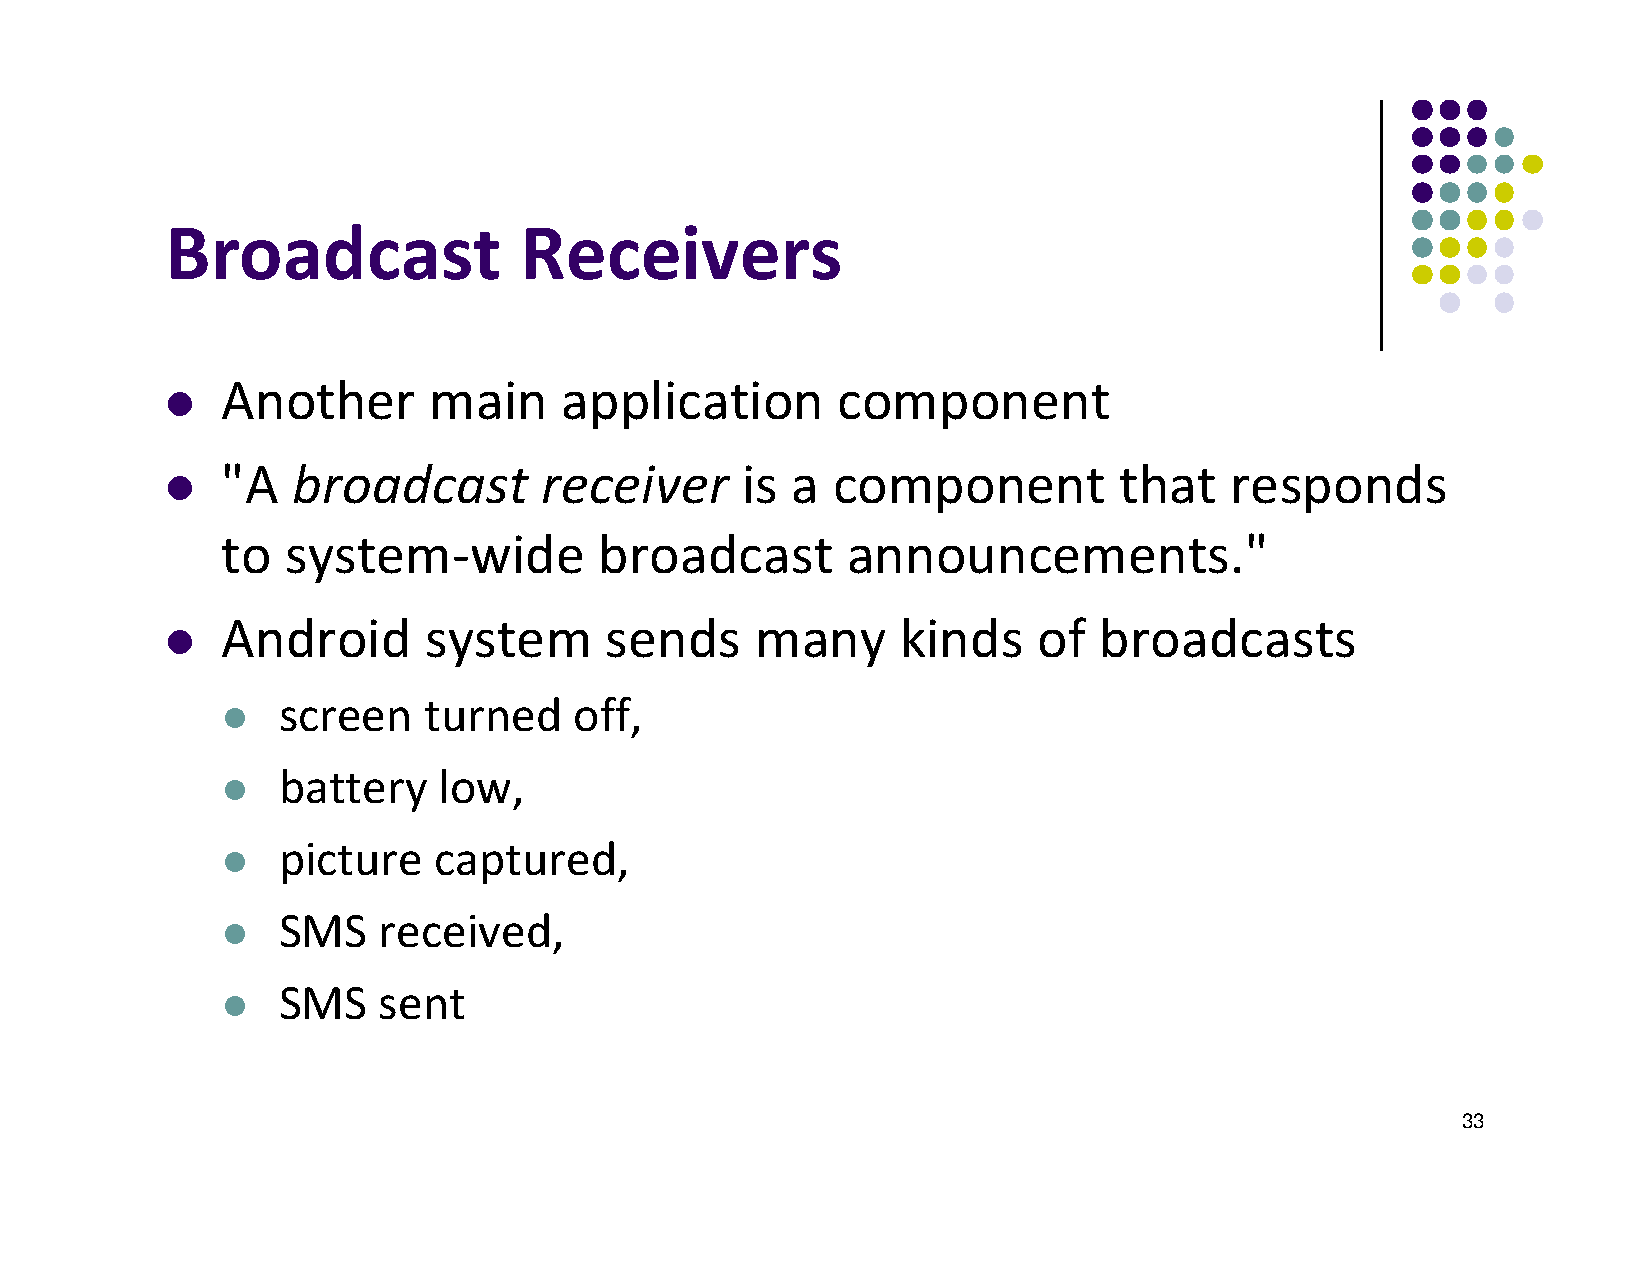 Broadcast Receivers
Another main application component
"A broadcast receiver is a component that responds
to system-wide broadcast announcements."
Android system sends many kinds of broadcasts
screen turned off,
battery low,
picture captured,
SMS received,
SMS sent
33